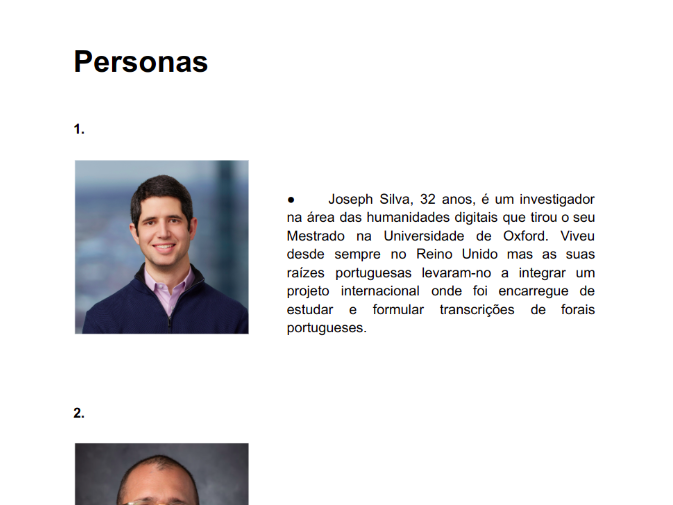 Personas
1.
● Joseph Silva, 32 anos, é um investigador
na área das humanidades digitais que tirou o seu
Mestrado na Universidade de Oxford. Viveu
desde sempre no Reino Unido mas as suas
raízes portuguesas levaram-no a integrar um
projeto internacional onde foi encarregue de
estudar e formular transcrições de forais
portugueses.
2.